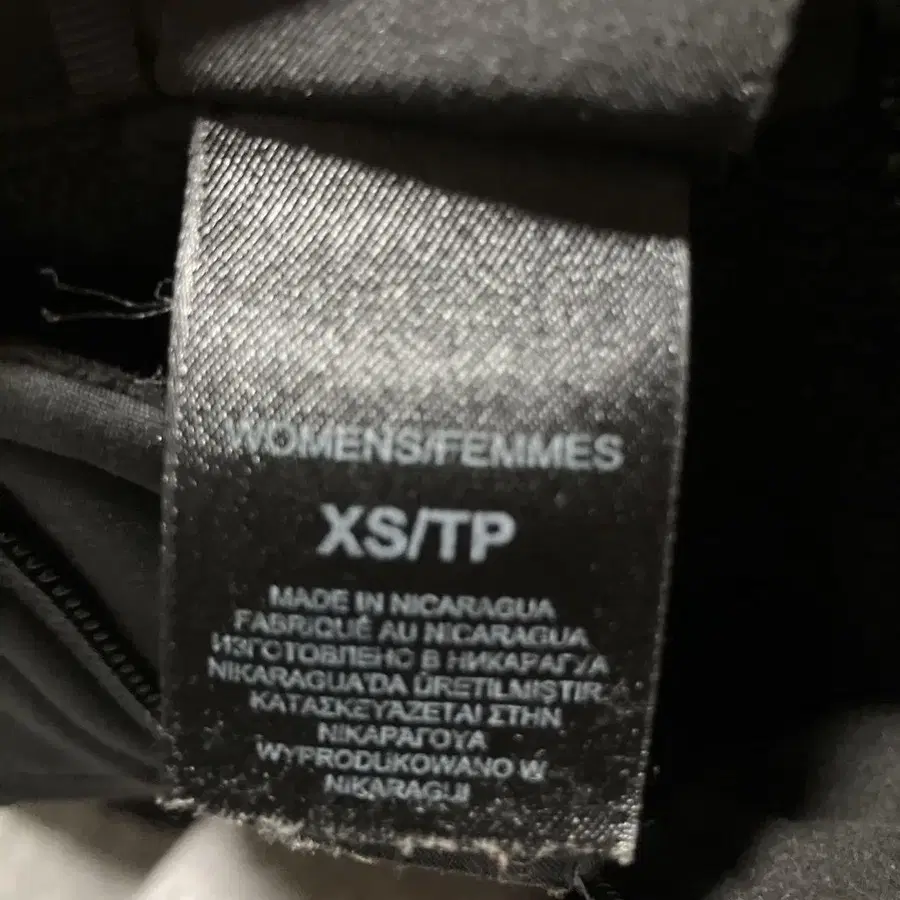 WOMENS/FEMMES
XS/TP
MADE IN NICARAGUA
FABRIQUÉ AU NICARAGUA
ИЗГОТОВЛЕНО В НИКАРАГУА
NIKARAGUA'DA ÜRETILMIŞTIR.
ΚΑΤΑΣΚΕΥΑΖΕΤΑΙ ΣΤΗΝ
ΝΙΚΑΡΑΓΟΥΑ
WYPRODUKOWANO W
NIKARAGUI